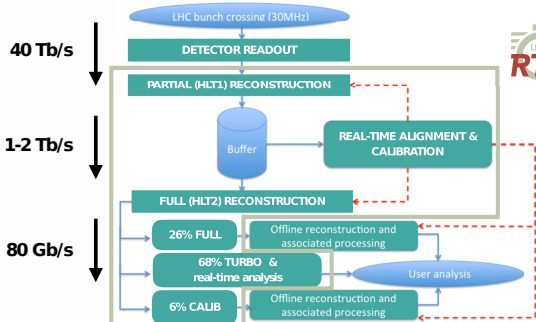 LHC bunch crossing (30MHz)
40 Tb/s
DETECTOR READOUT
PARTIAL (HLT1) RECONSTRUCTION
1-2 Tb/s
Buffer
REAL-TIME ALIGNMENT &
CALIBRATION
FULL (HLT2) RECONSTRUCTION
80 Gb/s
26% FULL
Offline reconstruction and
associated processing
68% TURBO &
real-time analysis
User analysis
6% CALIB
Offline reconstruction and
associated processing